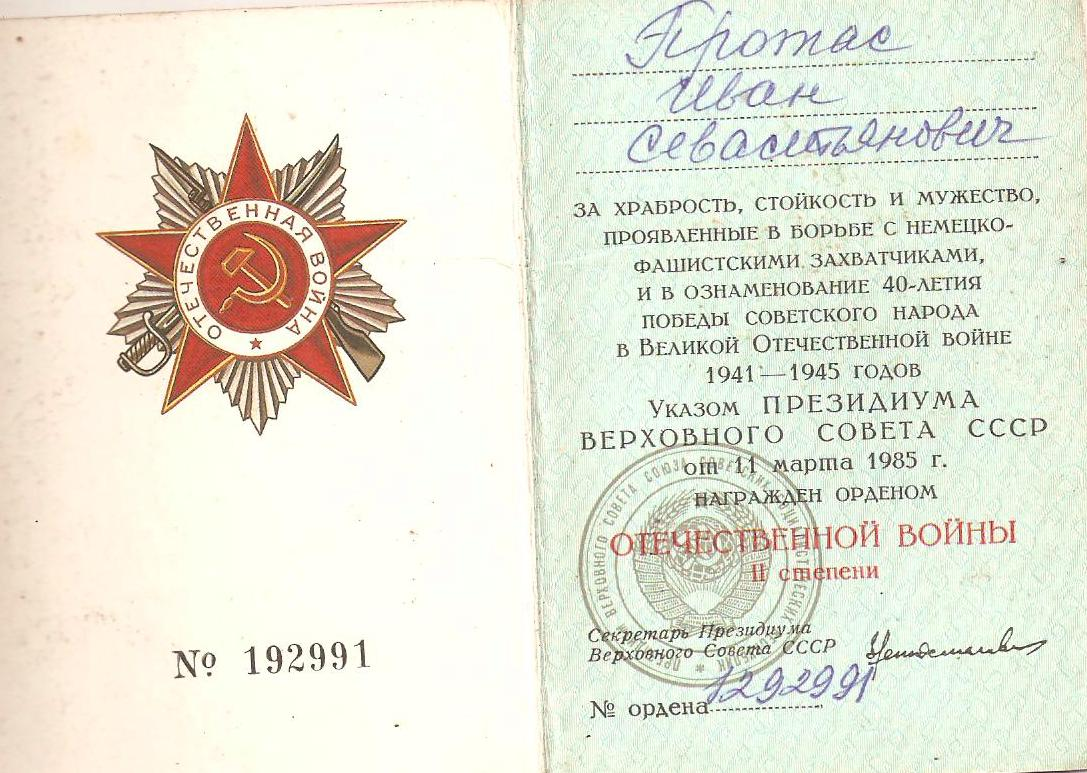 ОТЕЧЕСТВЕННАЯ ВОЙНА
№ 192991
Протас
Иван
Севастьянович
ЗА ХРАБРОСТЬ, СТОЙКОСТЬ И МУЖЕСТВО,
ПРОЯВЛЕННЫЕ В БОРЬБЕ С НЕМЕЦКО-
ФАШИСТСКИМИ ЗАХВАТЧИКАМИ,
И В ОЗНАМЕНОВАНИЕ 40-ЛЕТИЯ
ПОБЕДЫ СОВЕТСКОГО НАРОДА
В ВЕЛИКОЙ ОТЕЧЕСТВЕННОЙ ВОЙНЕ
1941—1945 ГОДОВ
УКАЗОМ ПРЕЗИДИУМА
ВЕРХОВНОГО СОВЕТА СССР
от 11 марта 1985 г.
НАГРАЖДЕН ОРДЕНОМ
ОТЕЧЕСТВЕННОЙ ВОЙНЫ
II степени
Секретарь Президиума
Верховного Совета СССР
№ ордена 1292991